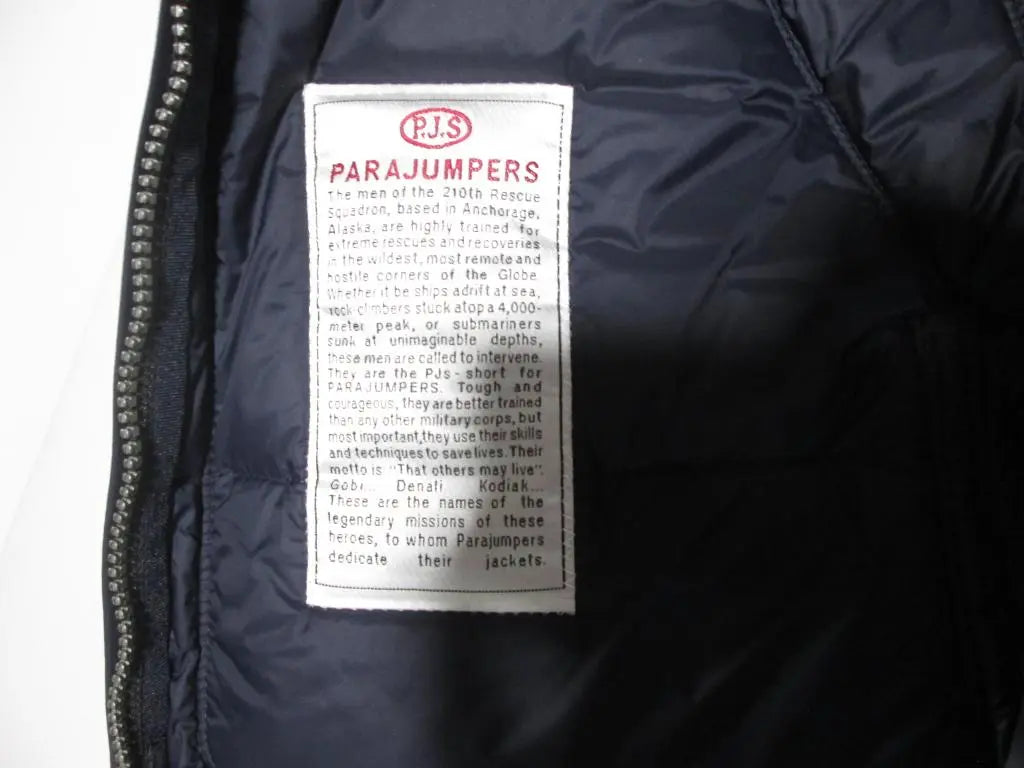 P.J.S
PARAJUMPERS
The men of the 210th Rescue
Squadron, based in Anchorage,
Alaska, are highly trained for
extreme rescues and recoveries
in the wildest, most remote and
hostile corners of the Globe.
Whether it be ships adrift at sea,
rock climbers stuck atop a 4,000-
meter peak, or submariners
sunk at unimaginable depths,
these men are called to intervene.
They are the PJs - short for
PARAJUMPERS. Tough and
courageous, they are better trained
than any other military corps, but
most important, they use their skills
and techniques to save lives. Their
motto is "That others may live".
Gobi... Denali Kodiak...
These are the names of the
legendary missions of these
heroes, to whom Parajumpers
dedicate their jackets.